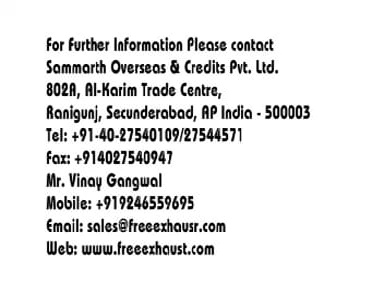 For Further Information Please contact
Sammarth Overseas & Credits Pvt. Ltd.
802A, Al-Karim Trade Centre,
Ranigunj, Secunderabad, AP India - 500003
Tel: +91-40-27540109/27544571
Fax: +914027540947
Mr. Vinay Gangwal
Mobile: +919246559695
Email: sales@freeexhausr.com
Web: www.freeexhaust.com